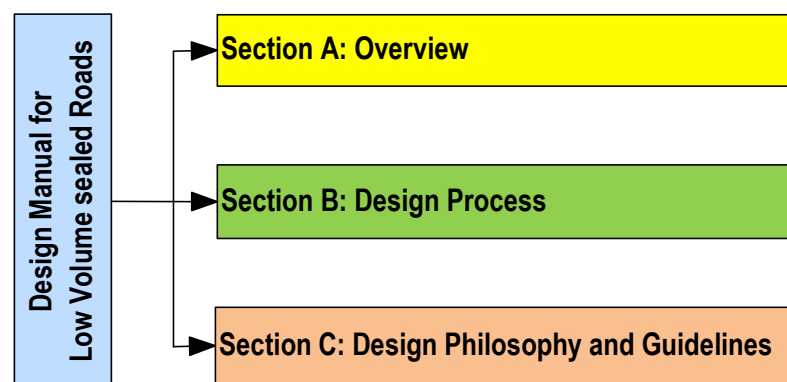 Design Manual for
Low Volume sealed Roads
Section A: Overview
Section B: Design Process
Section C: Design Philosophy and Guidelines